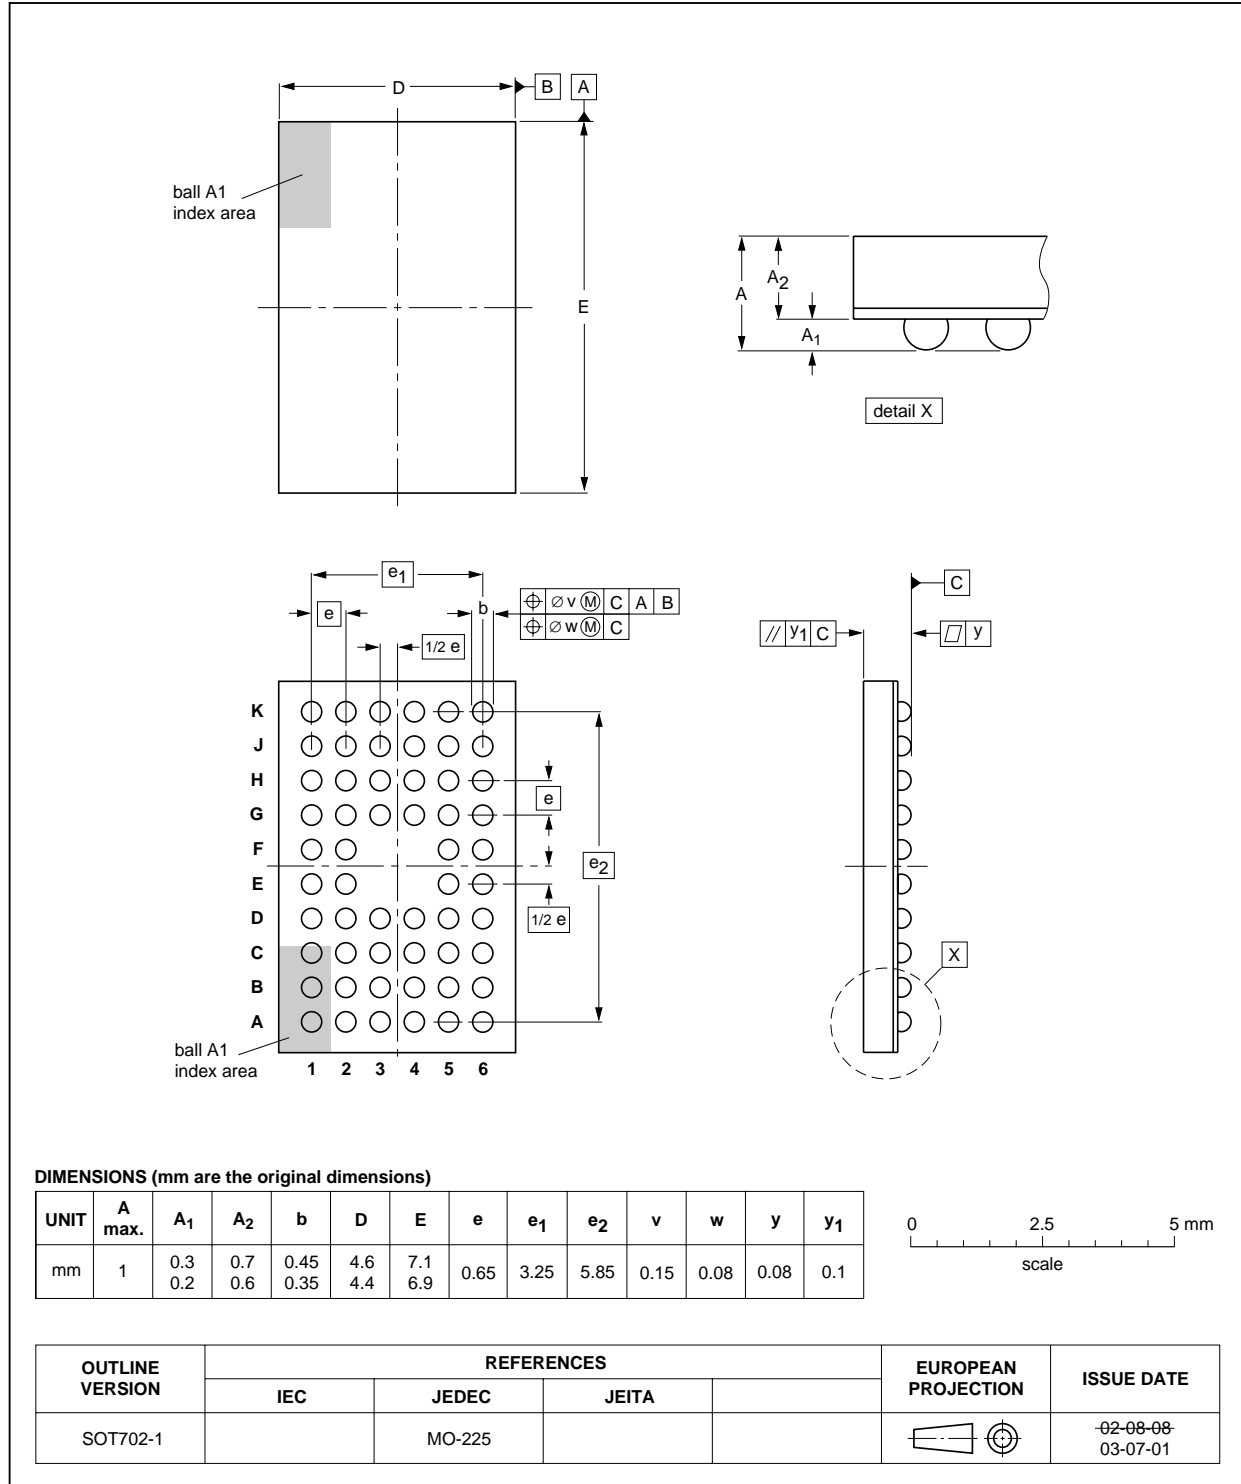 D
B
A
ball A1
index area
E
A
A2
A1
detail X
e1
e
b
⌖ ⌀ v Ⓜ C A B
⌖ ⌀ w Ⓜ C
1/2 e
C
// y1 C
⏥ y
K
J
H
G
F
E
D
C
B
A
e
e2
1/2 e
X
ball A1
index area
1 2 3 4 5 6
DIMENSIONS (mm are the original dimensions)
UNIT A max. A1 A2 b D E e e1 e2 v w y y1
mm 1 0.3 0.2 0.7 0.6 0.45 0.35 4.6 4.4 7.1 6.9 0.65 3.25 5.85 0.15 0.08 0.08 0.1
0 2.5 5 mm
scale
OUTLINE VERSION
REFERENCES
EUROPEAN PROJECTION
ISSUE DATE
IEC JEDEC JEITA
SOT702-1
MO-225
02-08-08
03-07-01